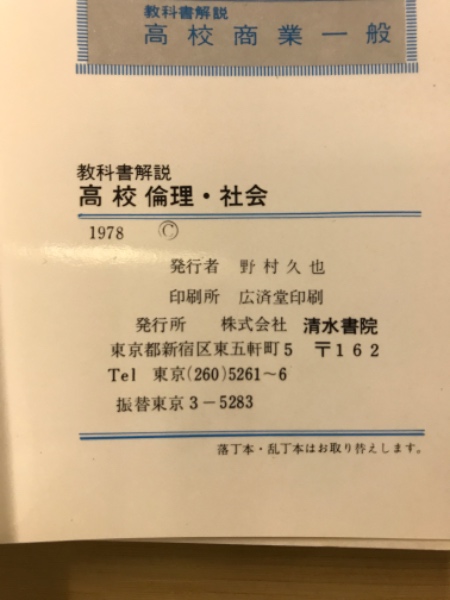 教科書解説
高校商業一般
教科書解説
高校倫理・社会
1978 ©
発行者 野村久也
印刷所 広済堂印刷
発行所 株式会社 清水書院
東京都新宿区東五軒町5 〒162
Tel 東京(260)5261～6
振替東京3－5283
落丁本・乱丁本はお取り替えします。